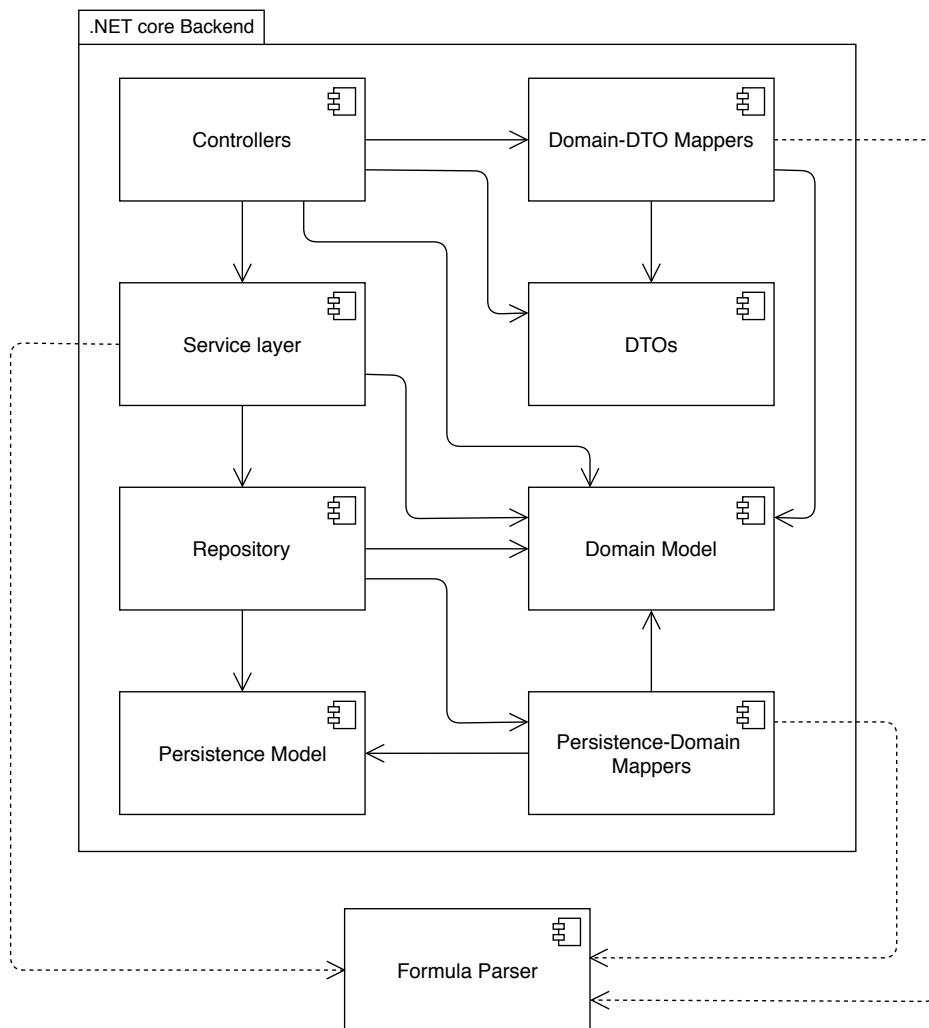 .NET core Backend
Controllers
Domain-DTO Mappers
Service layer
DTOs
Repository
Domain Model
Persistence Model
Persistence-Domain
Mappers
Formula Parser